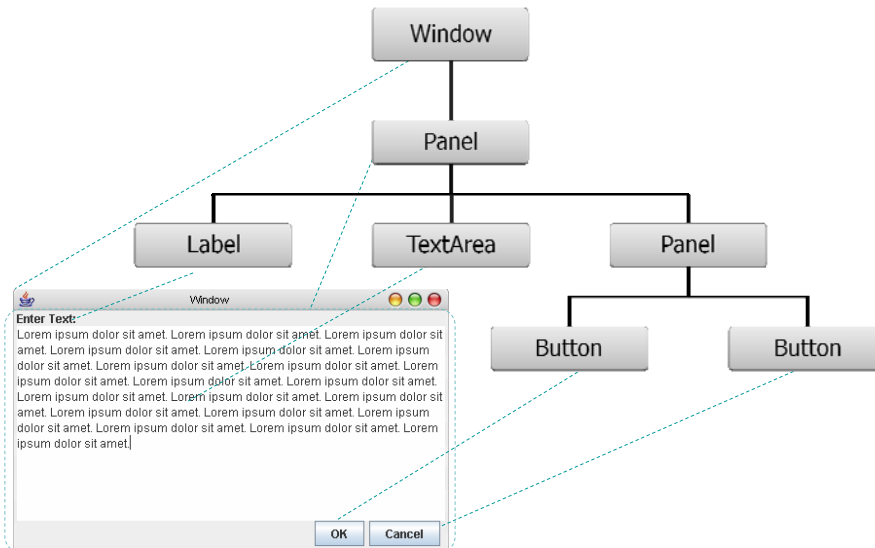 Window
Panel
Label TextArea Panel
Window
Button Button
Enter Text:
Lorem ipsum dolor sit amet. Lorem ipsum dolor sit amet. Lorem ipsum dolor sit
amet. Lorem ipsum dolor sit amet. Lorem ipsum dolor sit amet. Lorem ipsum
dolor sit amet. Lorem ipsum dolor sit amet. Lorem ipsum dolor sit amet. Lorem
ipsum dolor sit amet. Lorem ipsum dolor sit amet. Lorem ipsum dolor sit amet.
Lorem ipsum dolor sit amet. Lorem ipsum dolor sit amet. Lorem ipsum dolor sit
amet. Lorem ipsum dolor sit amet. Lorem ipsum dolor sit amet. Lorem ipsum
dolor sit amet. Lorem ipsum dolor sit amet. Lorem ipsum dolor sit amet. Lorem
ipsum dolor sit amet.
OK Cancel